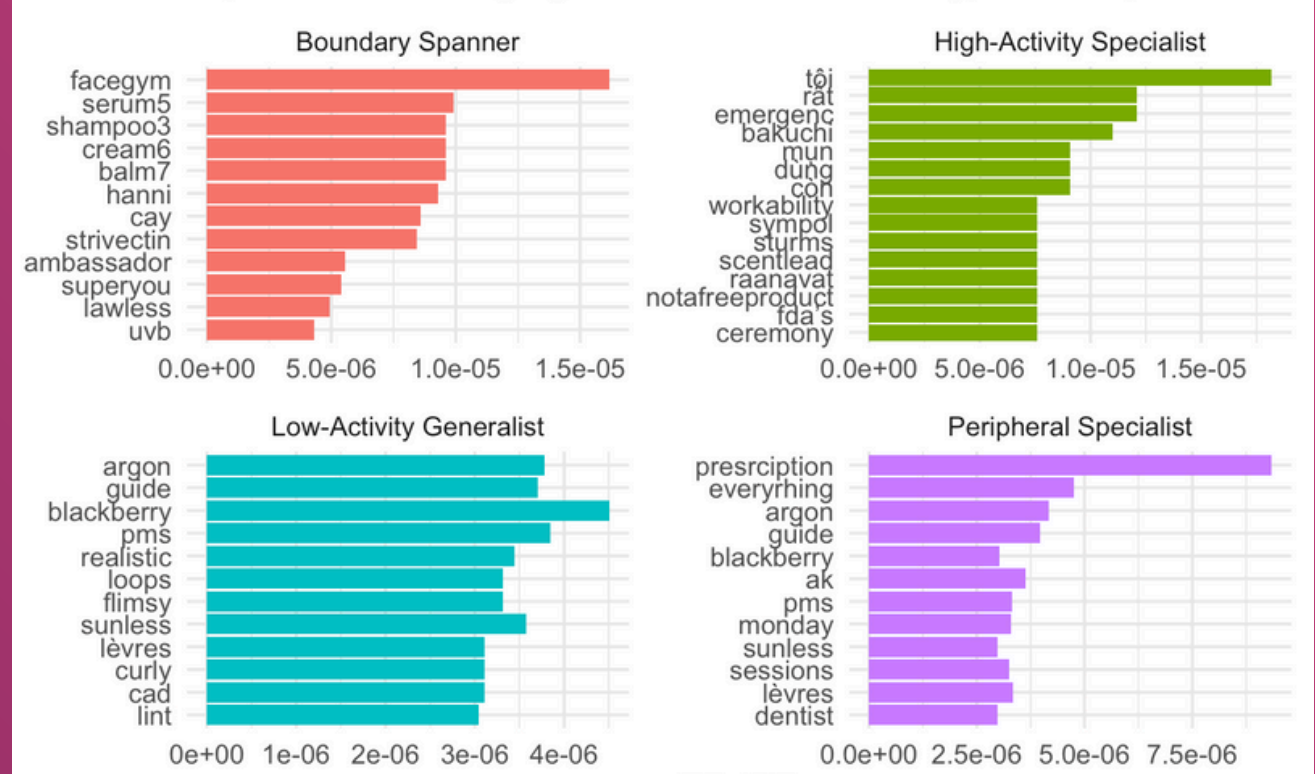 Boundary Spanner
facegym
serum5
shampoo3
cream6
balm7
hanni
cay
strivectin
ambassador
superyou
lawless
uvb
0.0e+00 5.0e-06 1.0e-05 1.5e-05
High-Activity Specialist
tôi
rất
emergenc
bakuchi
mun
dùng
còn
workability
sympol
sturms
scentlead
raanavat
notafreeproduct
fda's
ceremony
0.0e+00 5.0e-06 1.0e-05 1.5e-05
Low-Activity Generalist
argon
guide
blackberry
pms
realistic
loops
flimsy
sunless
lèvres
curly
cad
lint
0e+00 1e-06 2e-06 3e-06 4e-06
Peripheral Specialist
presrciption
everyrhing
argon
guide
blackberry
ak
pms
monday
sunless
sessions
lèvres
dentist
0.0e+00 2.5e-06 5.0e-06 7.5e-06